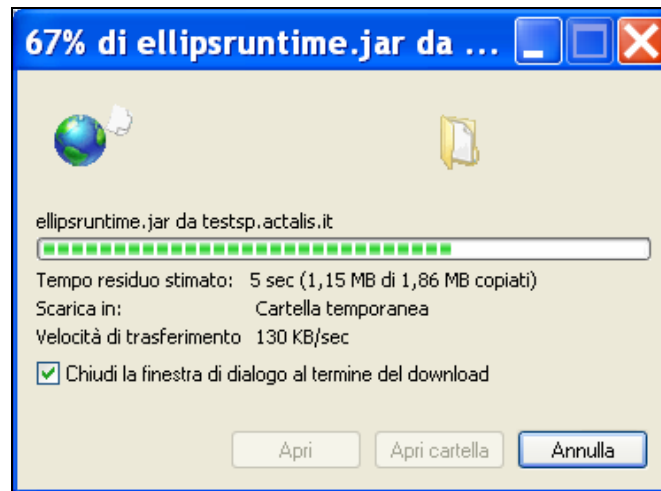 67% di ellipsruntime.jar da ...
ellipsruntime.jar da testsp.actalis.it
Tempo residuo stimato: 5 sec (1,15 MB di 1,86 MB copiati)
Scarica in: Cartella temporanea
Velocità di trasferimento 130 KB/sec
Chiudi la finestra di dialogo al termine del download
Apri Apri cartella Annulla